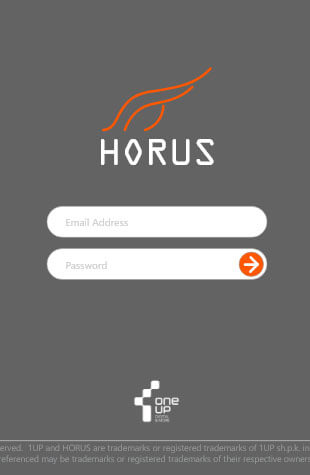 HORUS
Email Address
Password
one
UP
DIGITAL
& MORE
erved. 1UP and HORUS are trademarks or registered trademarks of 1UP sh.p.k. in
referenced may be trademarks or registered trademarks of their respective owners